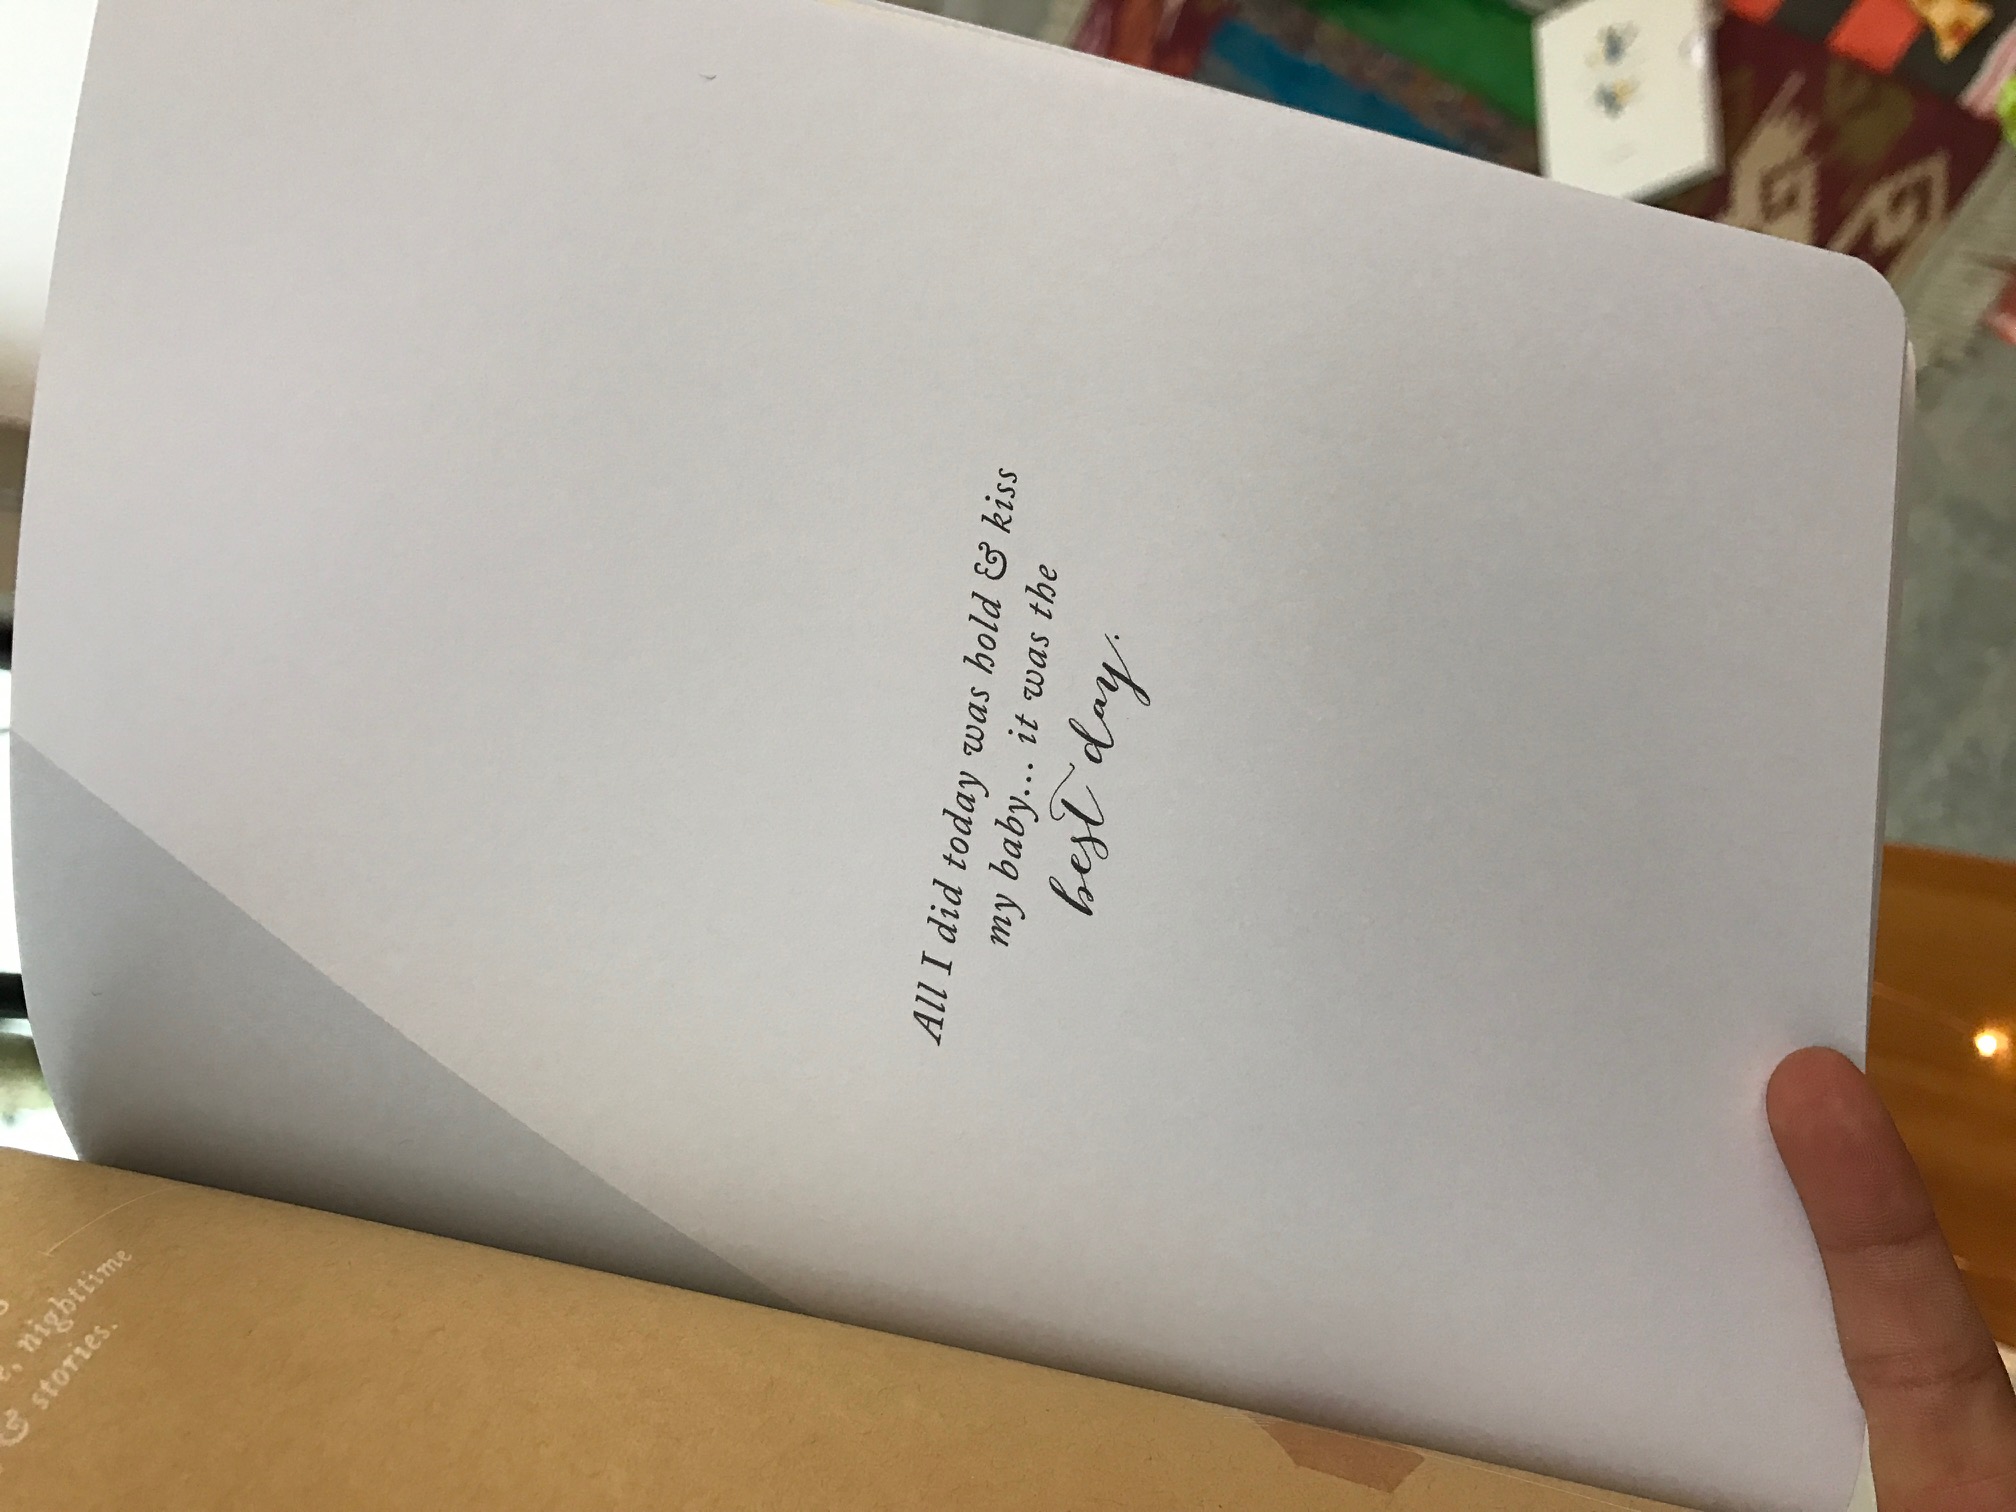 All I did today was hold & kiss
my baby... it was the
best day.
nighttime
& stories.